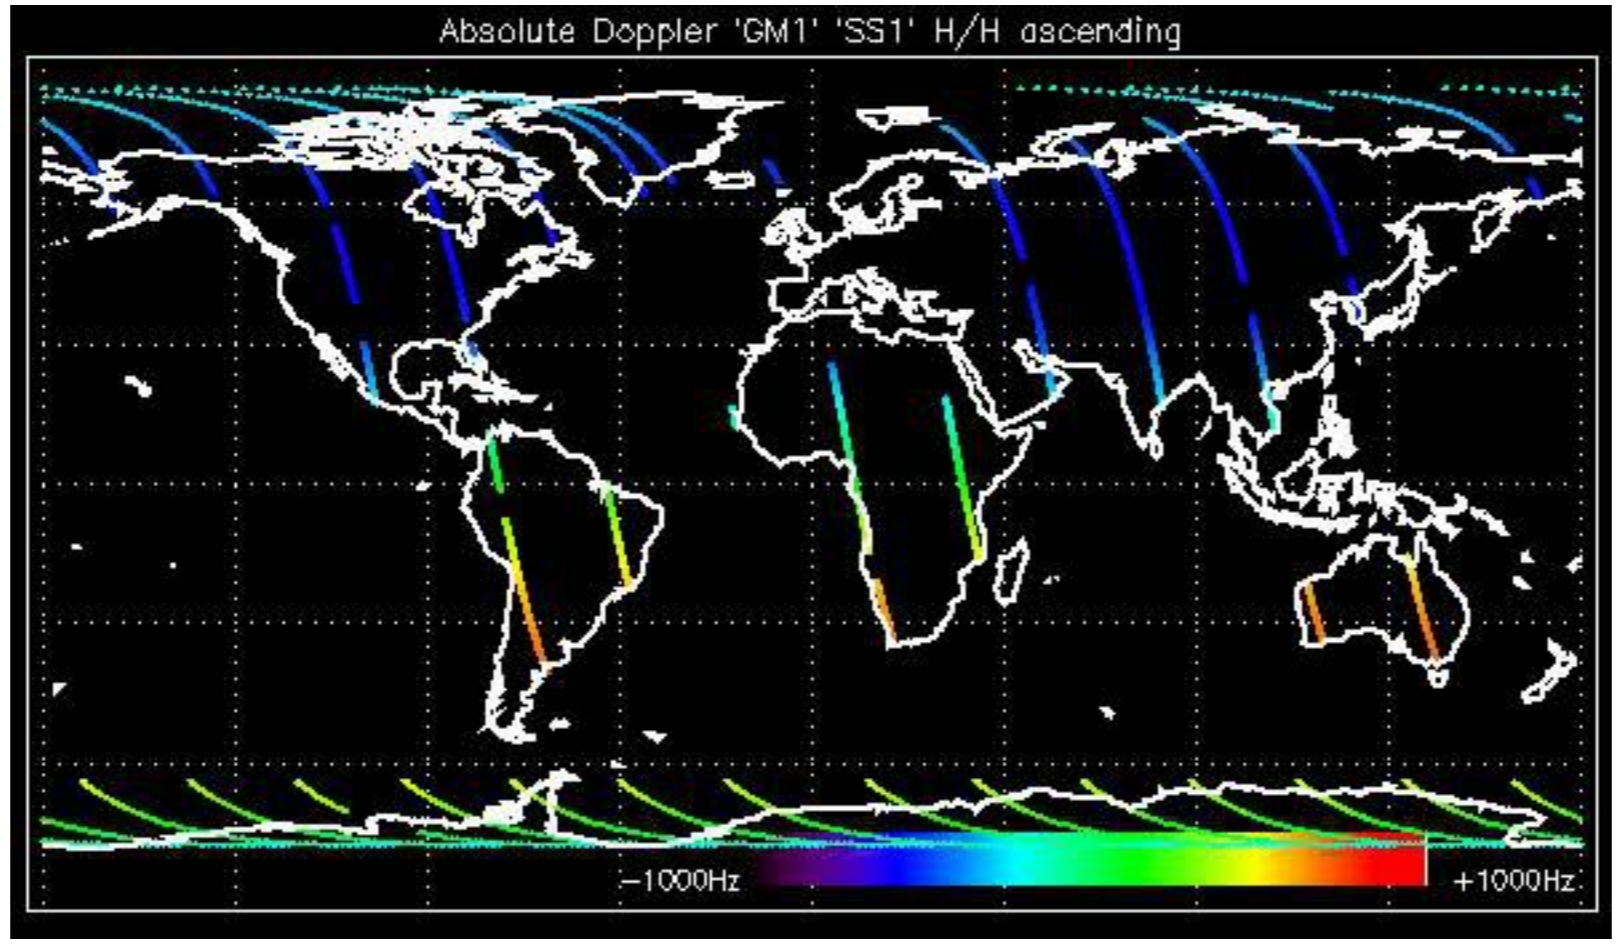 Absolute Doppler 'GM1' 'SS1' H/H ascending
−1000Hz
+1000Hz